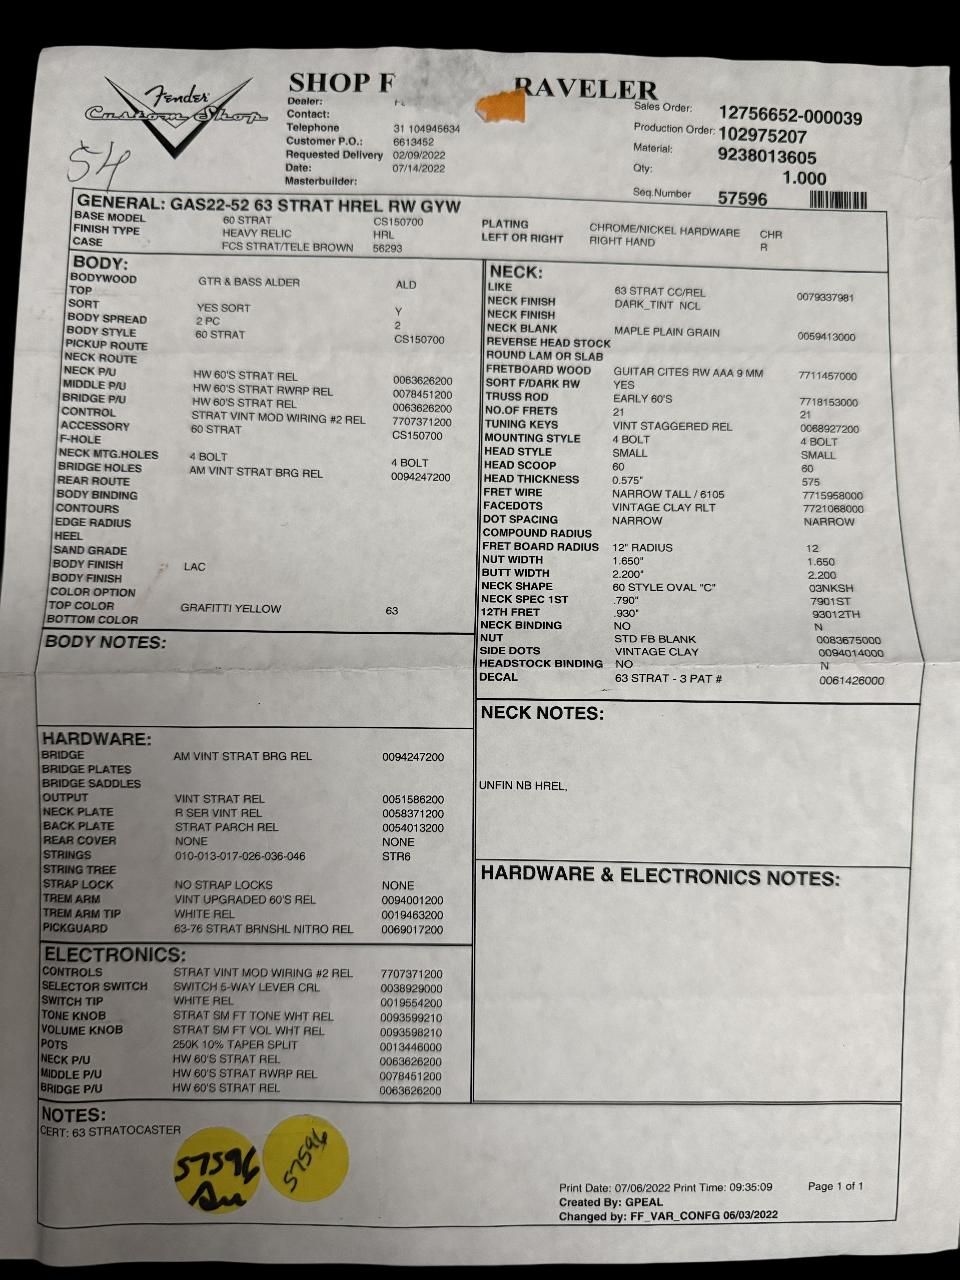 Fender
Custom Shop
54
SHOP F RAVELER
Dealer:
Contact:
Telephone 31 104945634
Customer P.O.: 6613452
Requested Delivery 02/09/2022
Date: 07/14/2022
Masterbuilder:
Sales Order: 12756652-000039
Production Order: 102975207
Material: 9238013605
Qty: 1.000
Seq.Number 57596
GENERAL: GAS22-52 63 STRAT HREL RW GYW
BASE MODEL 60 STRAT CS150700
FINISH TYPE HEAVY RELIC HRL
CASE FCS STRAT/TELE BROWN 56293
PLATING CHROME/NICKEL HARDWARE CHR
LEFT OR RIGHT RIGHT HAND R
BODY:
BODYWOOD GTR & BASS ALDER ALD
TOP
SORT YES SORT Y
BODY SPREAD 2 PC 2
BODY STYLE 60 STRAT CS150700
PICKUP ROUTE
NECK ROUTE
NECK P/U HW 60'S STRAT REL 0063626200
MIDDLE P/U HW 60'S STRAT RWRP REL 0078451200
BRIDGE P/U HW 60'S STRAT REL 0063626200
CONTROL STRAT VINT MOD WIRING #2 REL 7707371200
ACCESSORY 60 STRAT CS150700
F-HOLE
NECK MTG.HOLES 4 BOLT 4 BOLT
BRIDGE HOLES AM VINT STRAT BRG REL 0094247200
REAR ROUTE
BODY BINDING
CONTOURS
EDGE RADIUS
HEEL
SAND GRADE
BODY FINISH LAC
BODY FINISH
COLOR OPTION
TOP COLOR GRAFITTI YELLOW 63
BOTTOM COLOR
BODY NOTES:
HARDWARE:
BRIDGE AM VINT STRAT BRG REL 0094247200
BRIDGE PLATES
BRIDGE SADDLES
OUTPUT VINT STRAT REL 0051586200
NECK PLATE R SER VINT REL 0058371200
BACK PLATE STRAT PARCH REL 0054013200
REAR COVER NONE NONE
STRINGS 010-013-017-026-036-046 STR6
STRING TREE
STRAP LOCK NO STRAP LOCKS NONE
TREM ARM VINT UPGRADED 60'S REL 0094001200
TREM ARM TIP WHITE REL 0019463200
PICKGUARD 63-76 STRAT BRNSHL NITRO REL 0069017200
ELECTRONICS:
CONTROLS STRAT VINT MOD WIRING #2 REL 7707371200
SELECTOR SWITCH SWITCH 5-WAY LEVER CRL 0038929000
SWITCH TIP WHITE REL 0019554200
TONE KNOB STRAT SM FT TONE WHT REL 0093599210
VOLUME KNOB STRAT SM FT VOL WHT REL 0093598210
POTS 250K 10% TAPER SPLIT 0013446000
NECK P/U HW 60'S STRAT REL 0063626200
MIDDLE P/U HW 60'S STRAT RWRP REL 0078451200
BRIDGE P/U HW 60'S STRAT REL 0063626200
NECK:
LIKE 63 STRAT CC/REL 0079337981
NECK FINISH DARK_TINT NCL
NECK FINISH
NECK BLANK MAPLE PLAIN GRAIN 0059413000
REVERSE HEAD STOCK
ROUND LAM OR SLAB
FRETBOARD WOOD GUITAR CITES RW AAA 9 MM 7711457000
SORT F/DARK RW YES
TRUSS ROD EARLY 60'S 7718153000
NO.OF FRETS 21 21
TUNING KEYS VINT STAGGERED REL 0068927200
MOUNTING STYLE 4 BOLT 4 BOLT
HEAD STYLE SMALL SMALL
HEAD SCOOP 60 60
HEAD THICKNESS 0.575" 575
FRET WIRE NARROW TALL / 6105 7715958000
FACEDOTS VINTAGE CLAY RLT 7721068000
DOT SPACING NARROW NARROW
COMPOUND RADIUS
FRET BOARD RADIUS 12" RADIUS 12
NUT WIDTH 1.650" 1.650
BUTT WIDTH 2.200" 2.200
NECK SHAPE 60 STYLE OVAL "C" 03NKSH
NECK SPEC 1ST .790" 7901ST
12TH FRET .930" 93012TH
NECK BINDING NO N
NUT STD FB BLANK 0083675000
SIDE DOTS VINTAGE CLAY 0094014000
HEADSTOCK BINDING NO N
DECAL 63 STRAT - 3 PAT # 0061426000
NECK NOTES:
UNFIN NB HREL,
HARDWARE & ELECTRONICS NOTES:
NOTES:
CERT: 63 STRATOCASTER
57596
57596
Print Date: 07/06/2022 Print Time: 09:35:09 Page 1 of 1
Created By: GPEAL
Changed by: FF_VAR_CONFG 06/03/2022